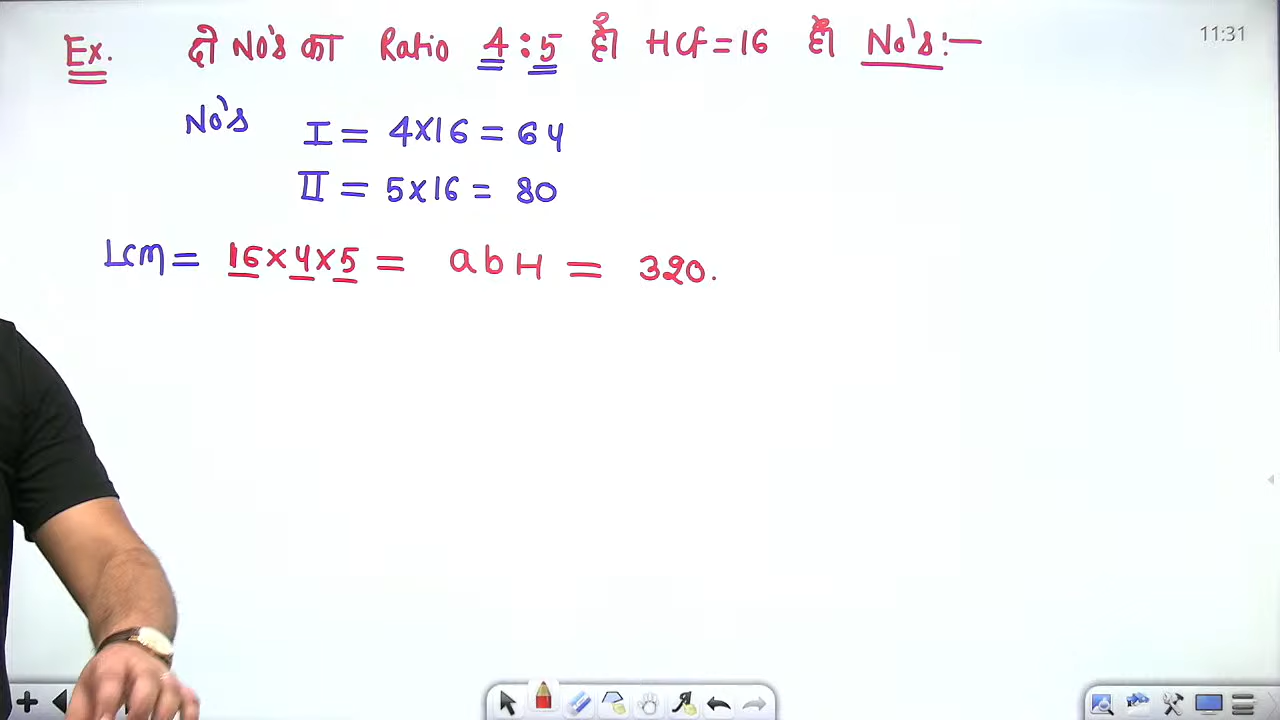 11:31
Ex. दो No's का Ratio 4:5 है। HCF=16 है। No's:—
No's I = 4×16 = 64
II = 5×16 = 80
LCM = 16×4×5 = abH = 320.